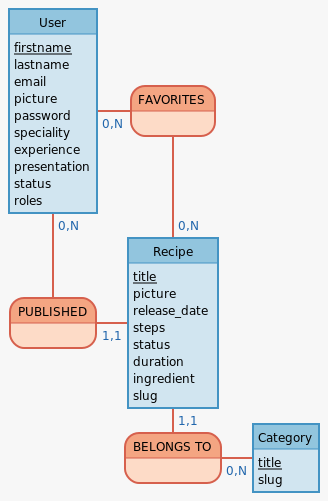 User
firstname
lastname
email
picture
password
speciality
experience
presentation
status
roles
FAVORITES
0,N
0,N
0,N
PUBLISHED
1,1
Recipe
title
picture
release_date
steps
status
duration
ingredient
slug
1,1
BELONGS TO
0,N
Category
title
slug